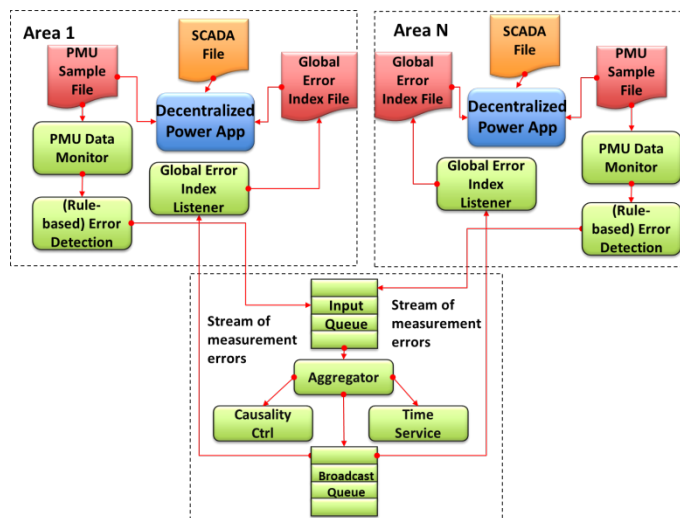 Area 1
PMU
Sample
File
SCADA
File
Global
Error
Index File
Decentralized
Power App
PMU Data
Monitor
Global Error
Index
Listener
(Rule-
based) Error
Detection
Area N
Global
Error
Index File
SCADA
File
PMU
Sample
File
Decentralized
Power App
Global Error
Index
Listener
PMU Data
Monitor
(Rule-
based) Error
Detection
Stream of
measurement
errors
Input
Queue
Stream of
measurement
errors
Aggregator
Causality
Ctrl
Time
Service
Broadcast
Queue